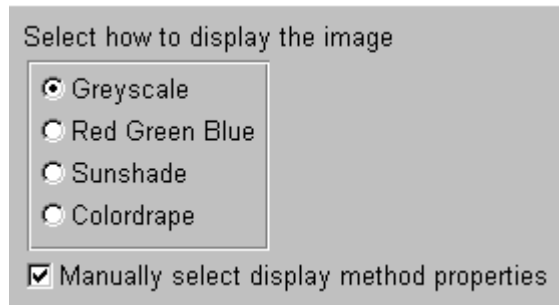 Select how to display the image
Greyscale
Red Green Blue
Sunshade
Colordrape
Manually select display method properties